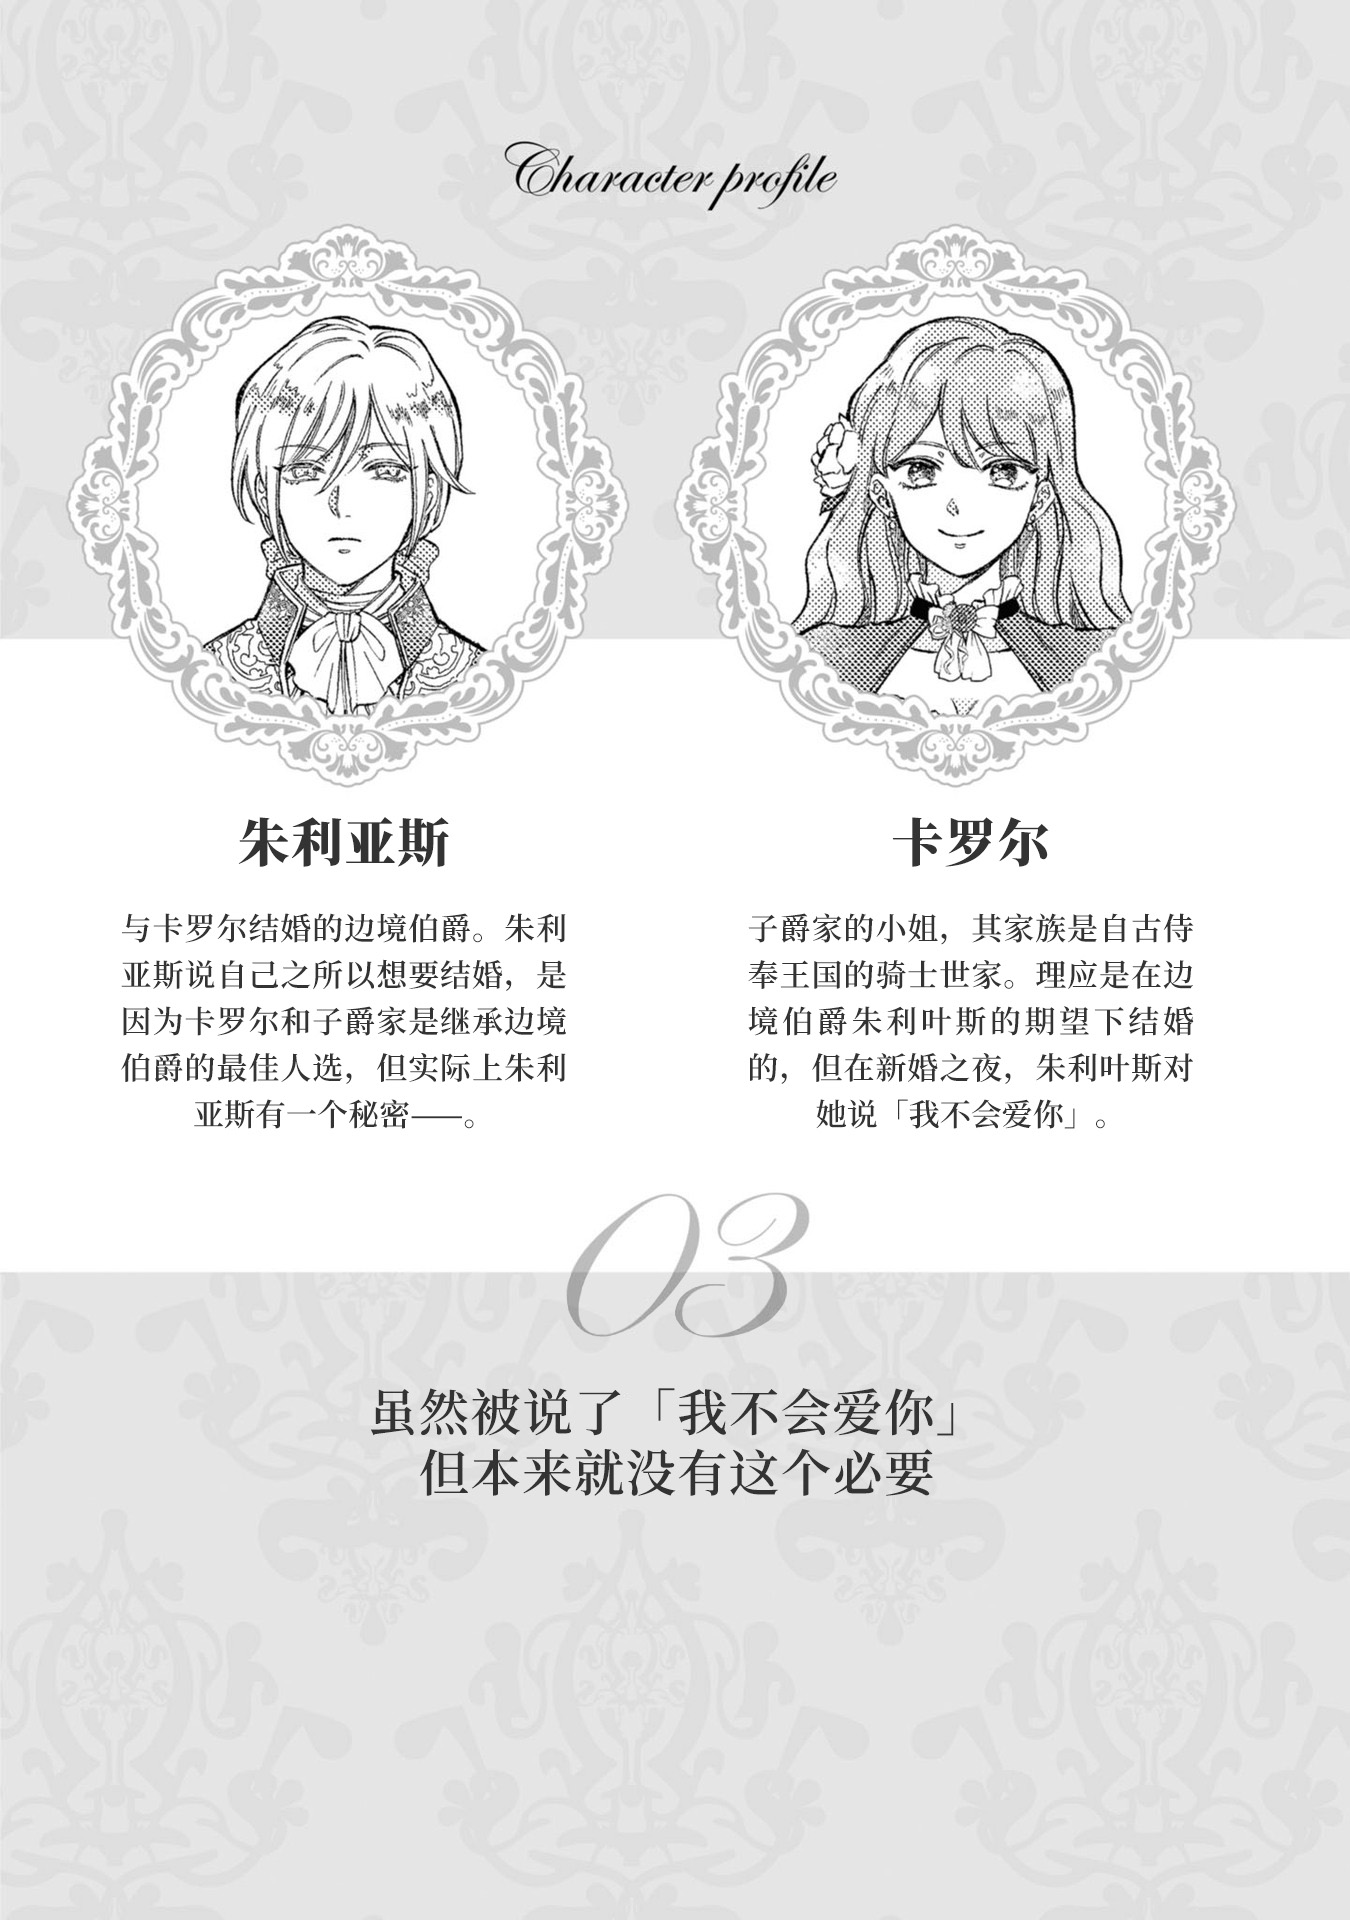 Character profile
朱利亚斯
与卡罗尔结婚的边境伯爵。朱利
亚斯说自己之所以想要结婚，是
因为卡罗尔和子爵家是继承边境
伯爵的最佳人选，但实际上朱利
亚斯有一个秘密——。
卡罗尔
子爵家的小姐，其家族是自古侍
奉王国的骑士世家。理应是在边
境伯爵朱利叶斯的期望下结婚
的，但在新婚之夜，朱利叶斯对
她说「我不会爱你」。
03
虽然被说了「我不会爱你」
但本来就没有这个必要